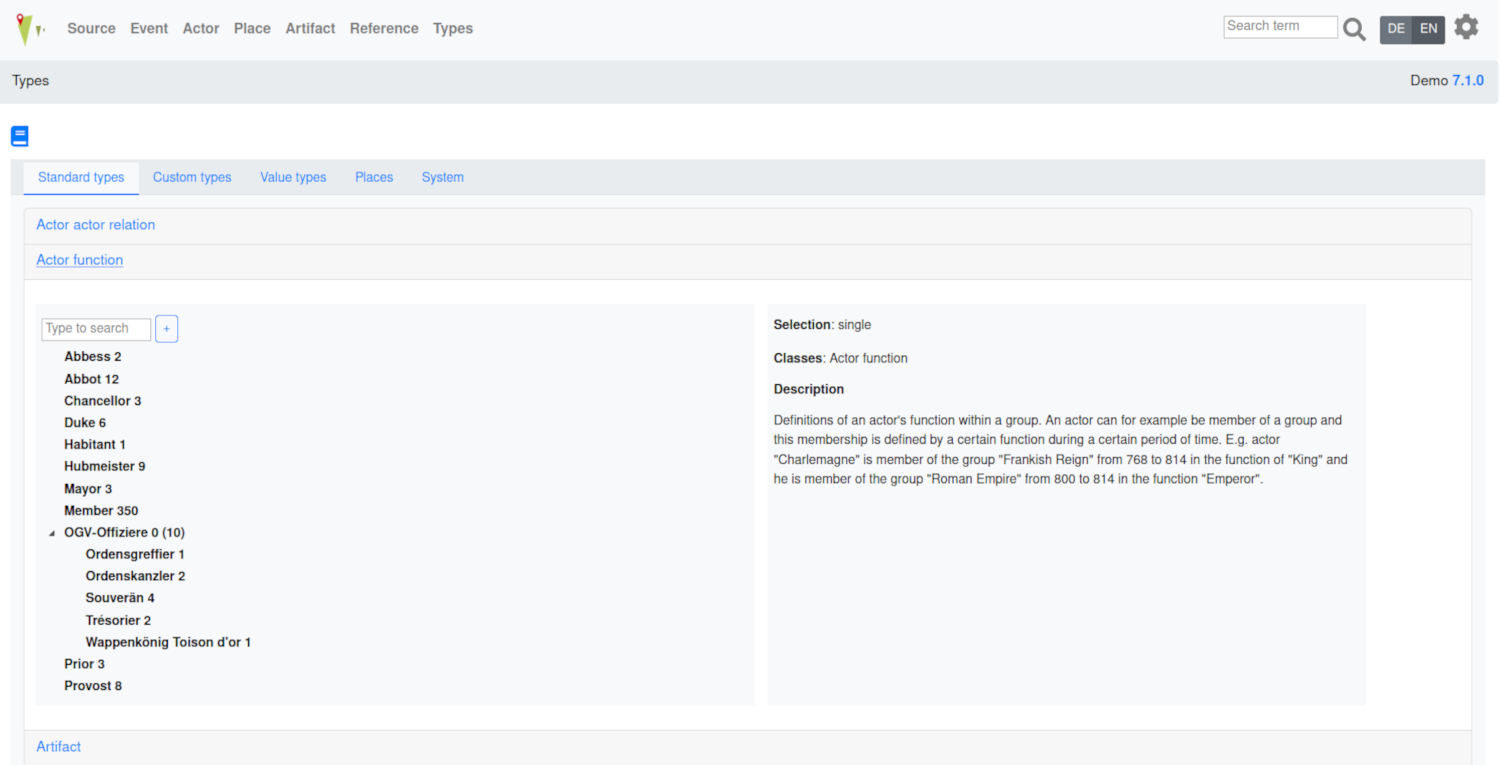 Source Event Actor Place Artifact Reference Types Search term DE EN
Types Demo 7.1.0
Standard types Custom types Value types Places System
Actor actor relation
Actor function
Type to search +
Abbess 2
Abbot 12
Chancellor 3
Duke 6
Habitant 1
Hubmeister 9
Mayor 3
Member 350
OGV-Offiziere 0 (10)
Ordensgreffier 1
Ordenskanzler 2
Souverän 4
Trésorier 2
Wappenkönig Toison d'or 1
Prior 3
Provost 8
Selection: single
Classes: Actor function
Description
Definitions of an actor's function within a group. An actor can for example be member of a group and
this membership is defined by a certain function during a certain period of time. E.g. actor
"Charlemagne" is member of the group "Frankish Reign" from 768 to 814 in the function of "King" and
he is member of the group "Roman Empire" from 800 to 814 in the function "Emperor".
Artifact